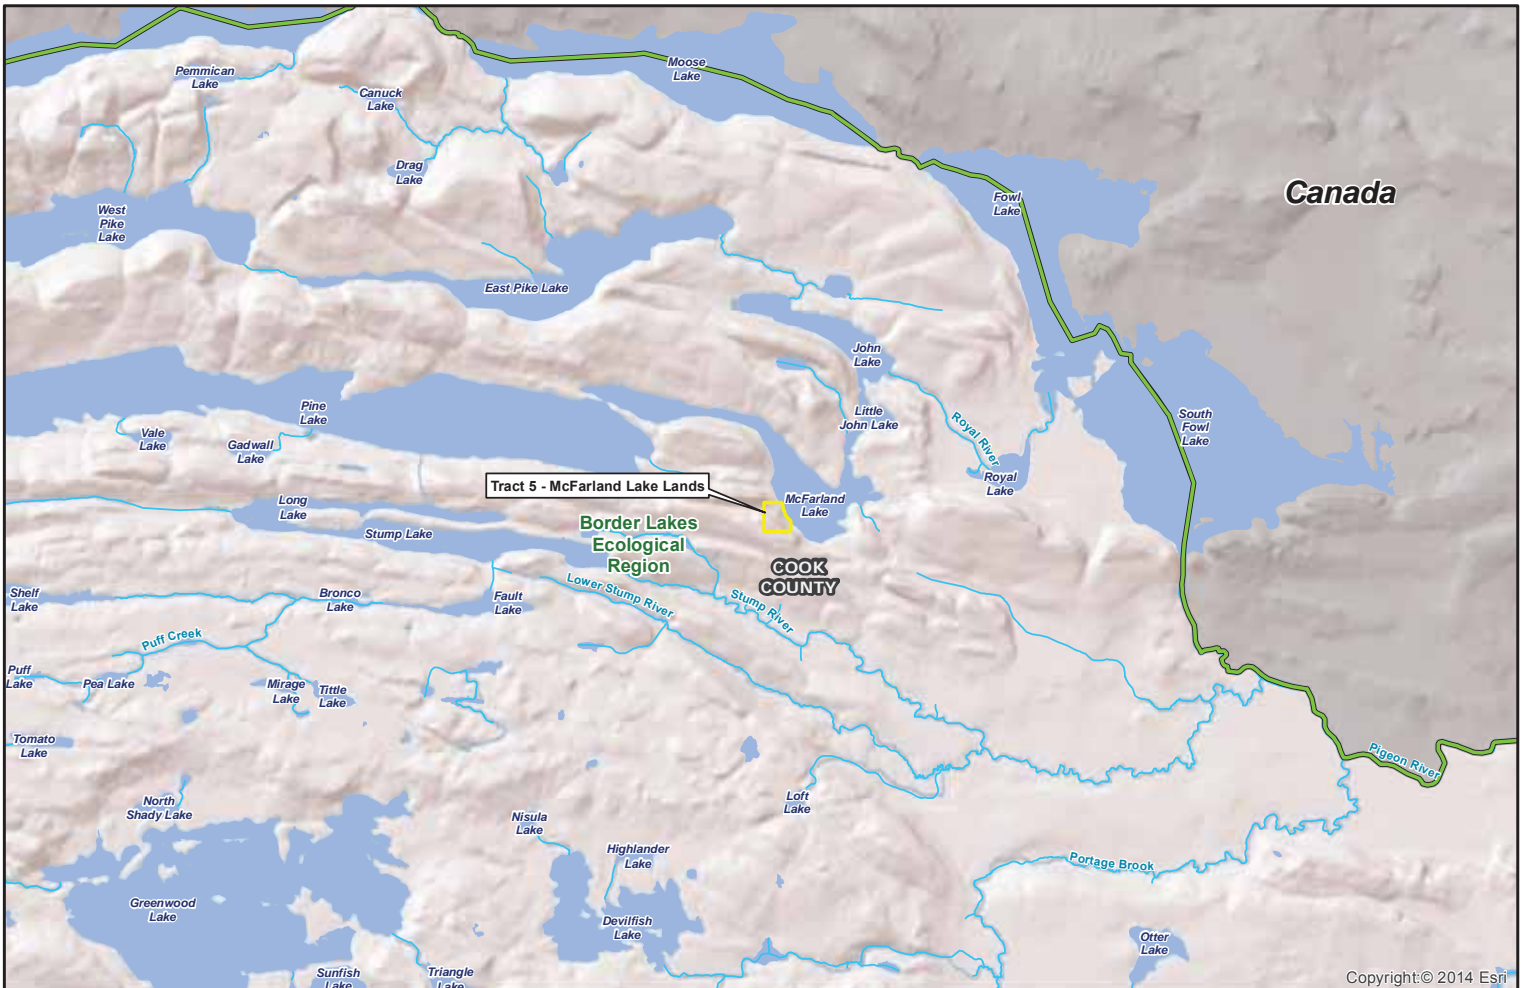 Moose
Lake
Pemmican
Lake
Canuck
Lake
Drag
Lake
Canada
Fowl
Lake
West
Pike
Lake
East Pike Lake
John
Lake
Little
John Lake
Pine
Lake
Vale
Lake
Gadwall
Lake
Royal River
South
Fowl
Lake
Royal
Lake
Tract 5 - McFarland Lake Lands
McFarland
Lake
Long
Lake
Stump Lake
Border Lakes
Ecological
Region
COOK
COUNTY
Shelf
Lake
Bronco
Lake
Fault
Lake
Lower Stump River
Stump River
Puff Creek
Puff
Lake
Pea Lake
Mirage
Lake
Tittle
Lake
Tomato
Lake
Pigeon River
North
Shady Lake
Nisula
Lake
Loft
Lake
Highlander
Lake
Portage Brook
Greenwood
Lake
Devilfish
Lake
Otter
Lake
Sunfish
Lake
Triangle
Lake
Copyright:© 2014 Esri